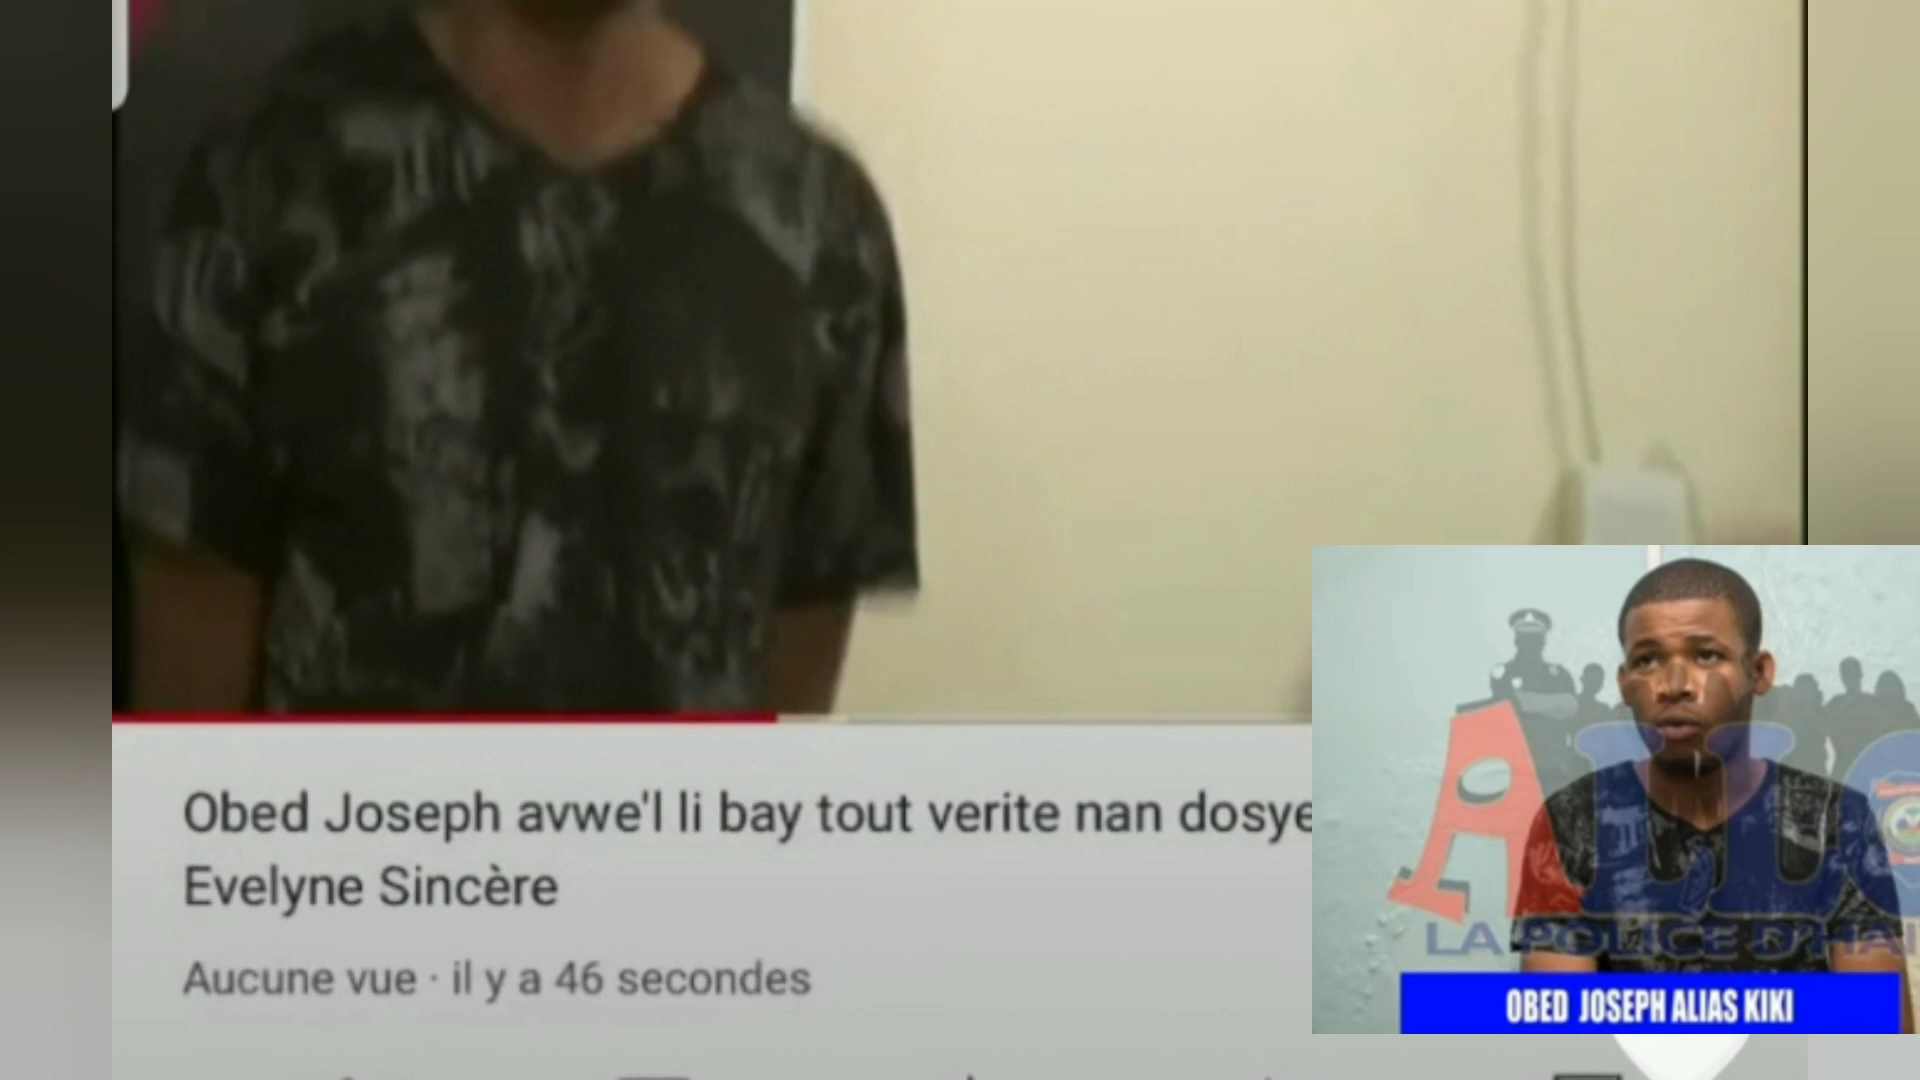 Obed Joseph avwe'l li bay tout verite nan dosye
Evelyne Sincère
Aucune vue · il y a 46 secondes
LA POLICE D'HAI
OBED JOSEPH ALIAS KIKI